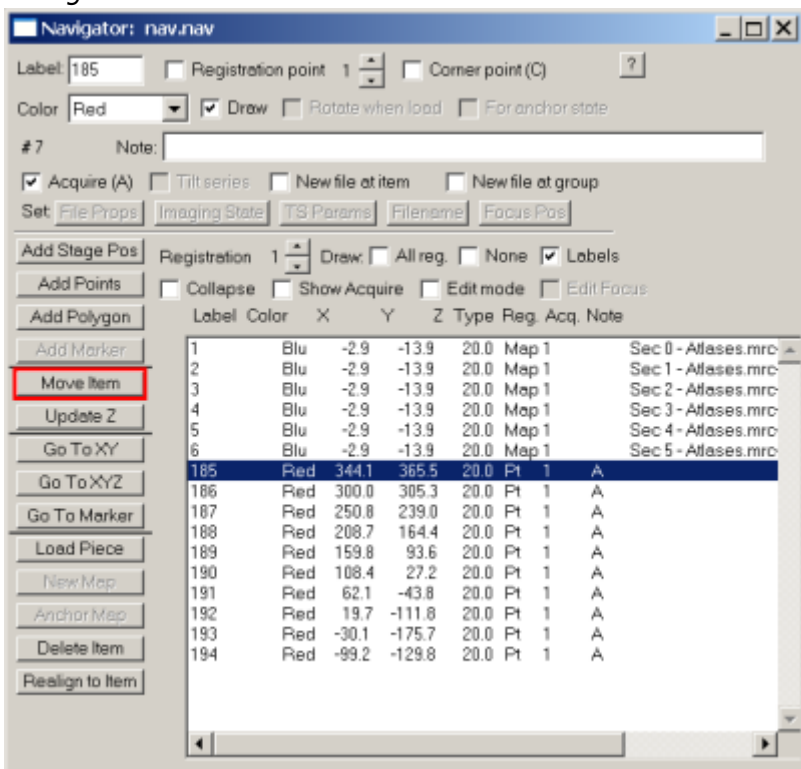 Navigator: nav.nav
Label: 185 Registration point 1 Corner point (C) ?
Color Red Draw Rotate when load For anchor state
# 7 Note:
Acquire (A) Tilt series New file at item New file at group
Set: File Props Imaging State TS Params Filename Focus Pos
Add Stage Pos Registration 1 Draw: All reg. None Labels
Add Points Collapse Show Acquire Edit mode Edit Focus
Add Polygon Label Color X Y Z Type Reg. Acq. Note
Add Marker
Move Item
Update Z
Go To XY
Go To XYZ
Go To Marker
Load Piece
New Map
Anchor Map
Delete Item
Realign to Item
1 Blu -2.9 -13.9 20.0 Map 1 Sec 0 - Atlases.mrc
2 Blu -2.9 -13.9 20.0 Map 1 Sec 1 - Atlases.mrc
3 Blu -2.9 -13.9 20.0 Map 1 Sec 2 - Atlases.mrc
4 Blu -2.9 -13.9 20.0 Map 1 Sec 3 - Atlases.mrc
5 Blu -2.9 -13.9 20.0 Map 1 Sec 4 - Atlases.mrc
6 Blu -2.9 -13.9 20.0 Map 1 Sec 5 - Atlases.mrc
185 Red 344.1 365.5 20.0 Pt 1 A
186 Red 300.0 305.3 20.0 Pt 1 A
187 Red 250.8 239.0 20.0 Pt 1 A
188 Red 208.7 164.4 20.0 Pt 1 A
189 Red 159.8 93.6 20.0 Pt 1 A
190 Red 108.4 27.2 20.0 Pt 1 A
191 Red 62.1 -43.8 20.0 Pt 1 A
192 Red 19.7 -111.8 20.0 Pt 1 A
193 Red -30.1 -175.7 20.0 Pt 1 A
194 Red -99.2 -129.8 20.0 Pt 1 A